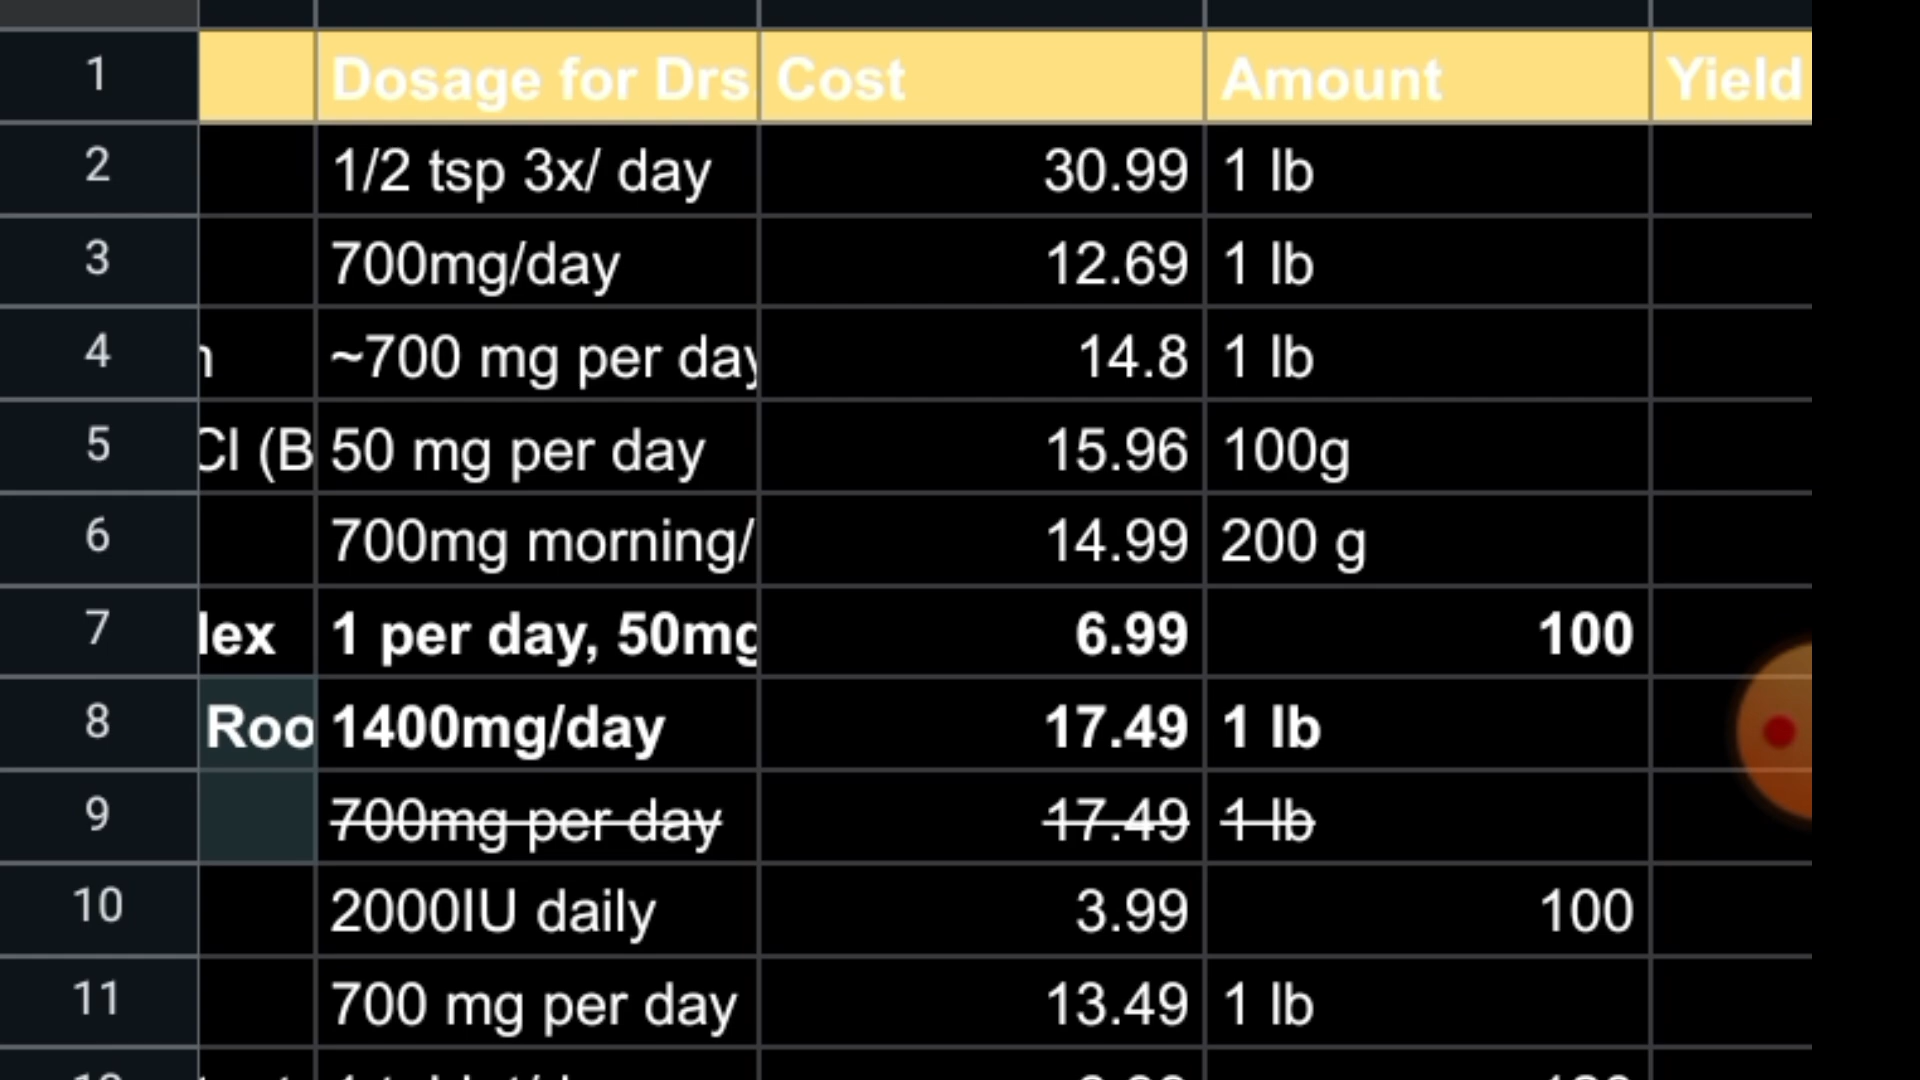 1 Dosage for Drs Cost Amount Yield
2 1/2 tsp 3x/ day 30.99 1 lb
3 700mg/day 12.69 1 lb
4 ~700 mg per day 14.8 1 lb
5 Cl (B 50 mg per day 15.96 100g
6 700mg morning/ 14.99 200 g
7 lex 1 per day, 50mg 6.99 100
8 Roo 1400mg/day 17.49 1 lb
9 700mg per day 17.49 1 lb
10 2000IU daily 3.99 100
11 700 mg per day 13.49 1 lb